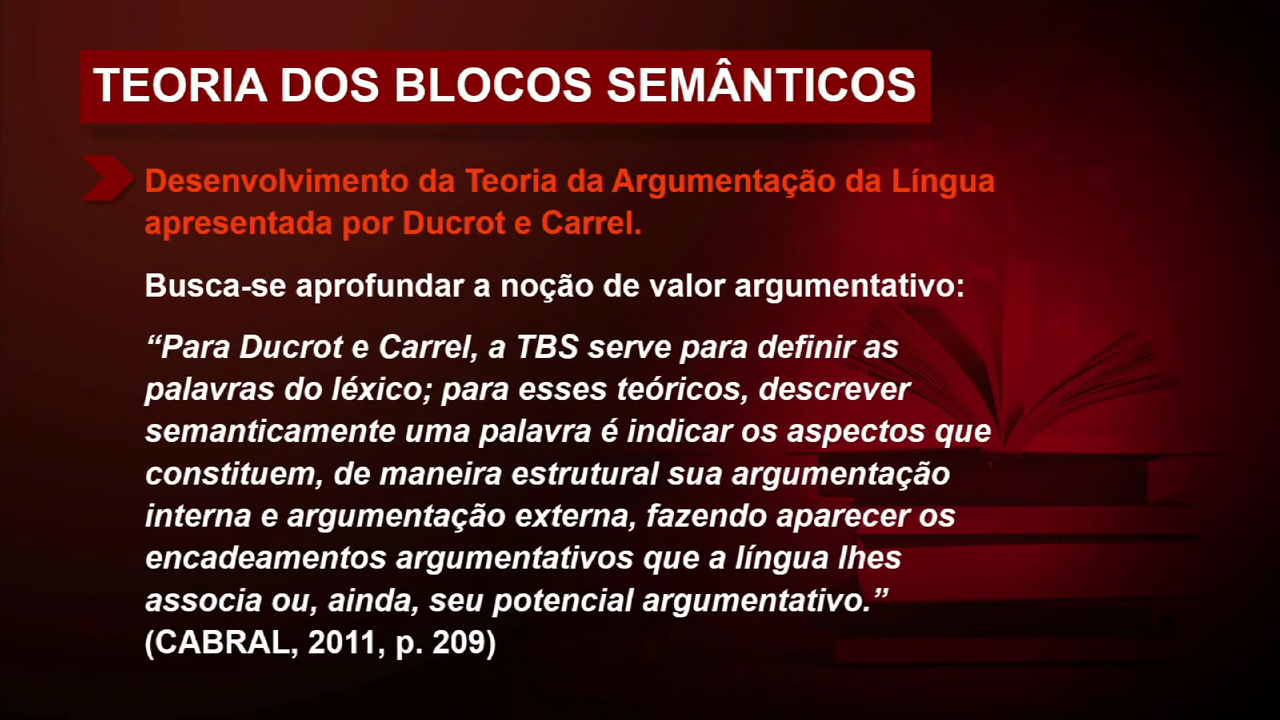 TEORIA DOS BLOCOS SEMÂNTICOS
Desenvolvimento da Teoria da Argumentação da Língua
apresentada por Ducrot e Carrel.
Busca-se aprofundar a noção de valor argumentativo:
“Para Ducrot e Carrel, a TBS serve para definir as
palavras do léxico; para esses teóricos, descrever
semanticamente uma palavra é indicar os aspectos que
constituem, de maneira estrutural sua argumentação
interna e argumentação externa, fazendo aparecer os
encadeamentos argumentativos que a língua lhes
associa ou, ainda, seu potencial argumentativo.”
(CABRAL, 2011, p. 209)